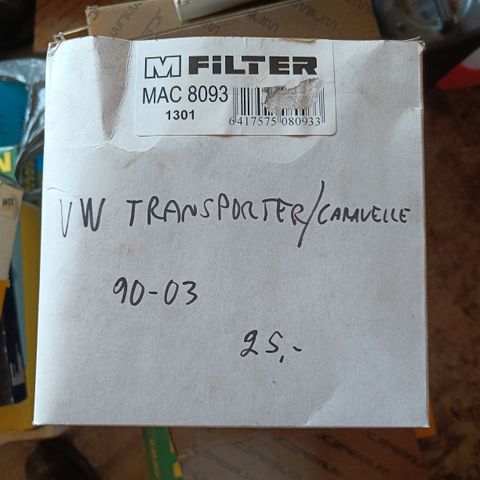 M FILTER
MAC 8093
1301
6417575 080933
VW TRANSPORTER/CARAVELLE
90-03
25,-